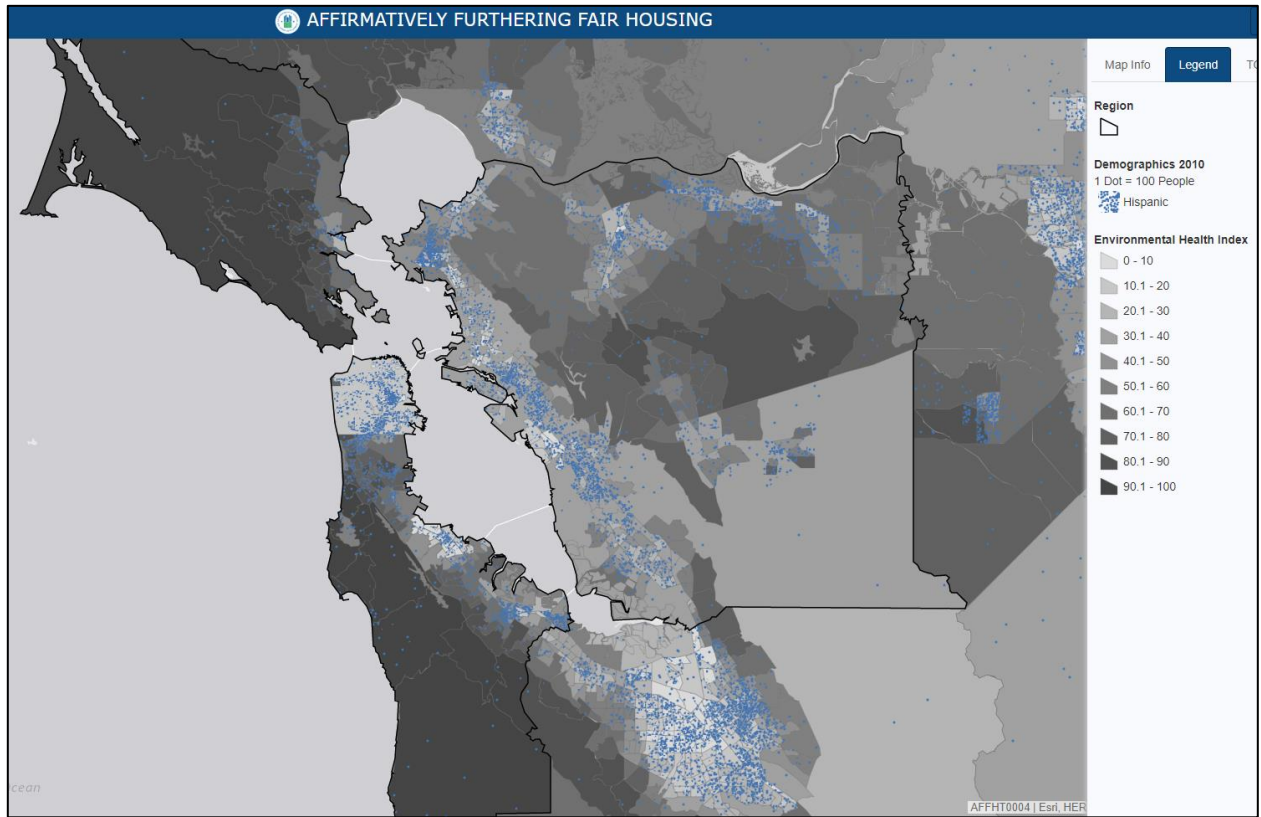 AFFIRMATIVELY FURTHERING FAIR HOUSING
Map Info Legend
Region
Demographics 2010
1 Dot = 100 People
Hispanic
Environmental Health Index
0 - 10
10.1 - 20
20.1 - 30
30.1 - 40
40.1 - 50
50.1 - 60
60.1 - 70
70.1 - 80
80.1 - 90
90.1 - 100
cean
AFFHT0004 | Esri, HER